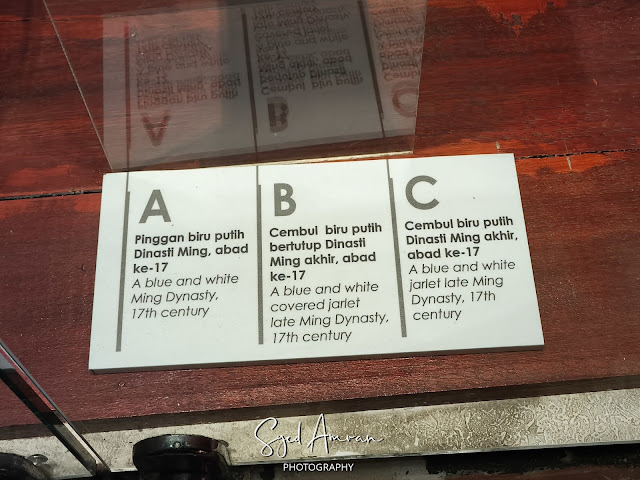 A
Pinggan biru putih
Dinasti Ming, abad
ke-17
A blue and white
Ming Dynasty,
17th century
B
Cembul biru putih
bertutup Dinasti
Ming akhir, abad
ke-17
A blue and white
covered jarlet
late Ming Dynasty,
17th century
C
Cembul biru putih
Dinasti Ming akhir,
abad ke-17
A blue and white
jarlet late Ming
Dynasty, 17th
century
Syed Amran
PHOTOGRAPHY